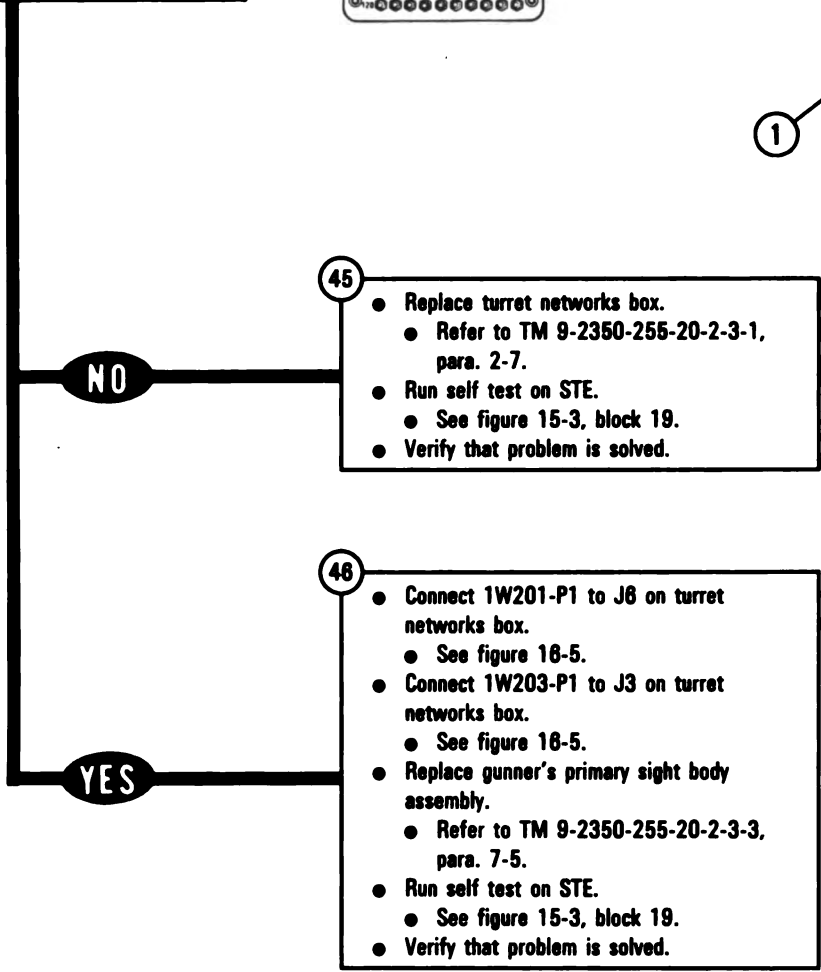 128
1
45
● Replace turret networks box.
● Refer to TM 9-2350-255-20-2-3-1,
para. 2-7.
● Run self test on STE.
● See figure 15-3, block 19.
● Verify that problem is solved.
NO
46
● Connect 1W201-P1 to J6 on turret
networks box.
● See figure 16-5.
● Connect 1W203-P1 to J3 on turret
networks box.
● See figure 16-5.
● Replace gunner's primary sight body
assembly.
● Refer to TM 9-2350-255-20-2-3-3,
para. 7-5.
● Run self test on STE.
● See figure 15-3, block 19.
● Verify that problem is solved.
YES